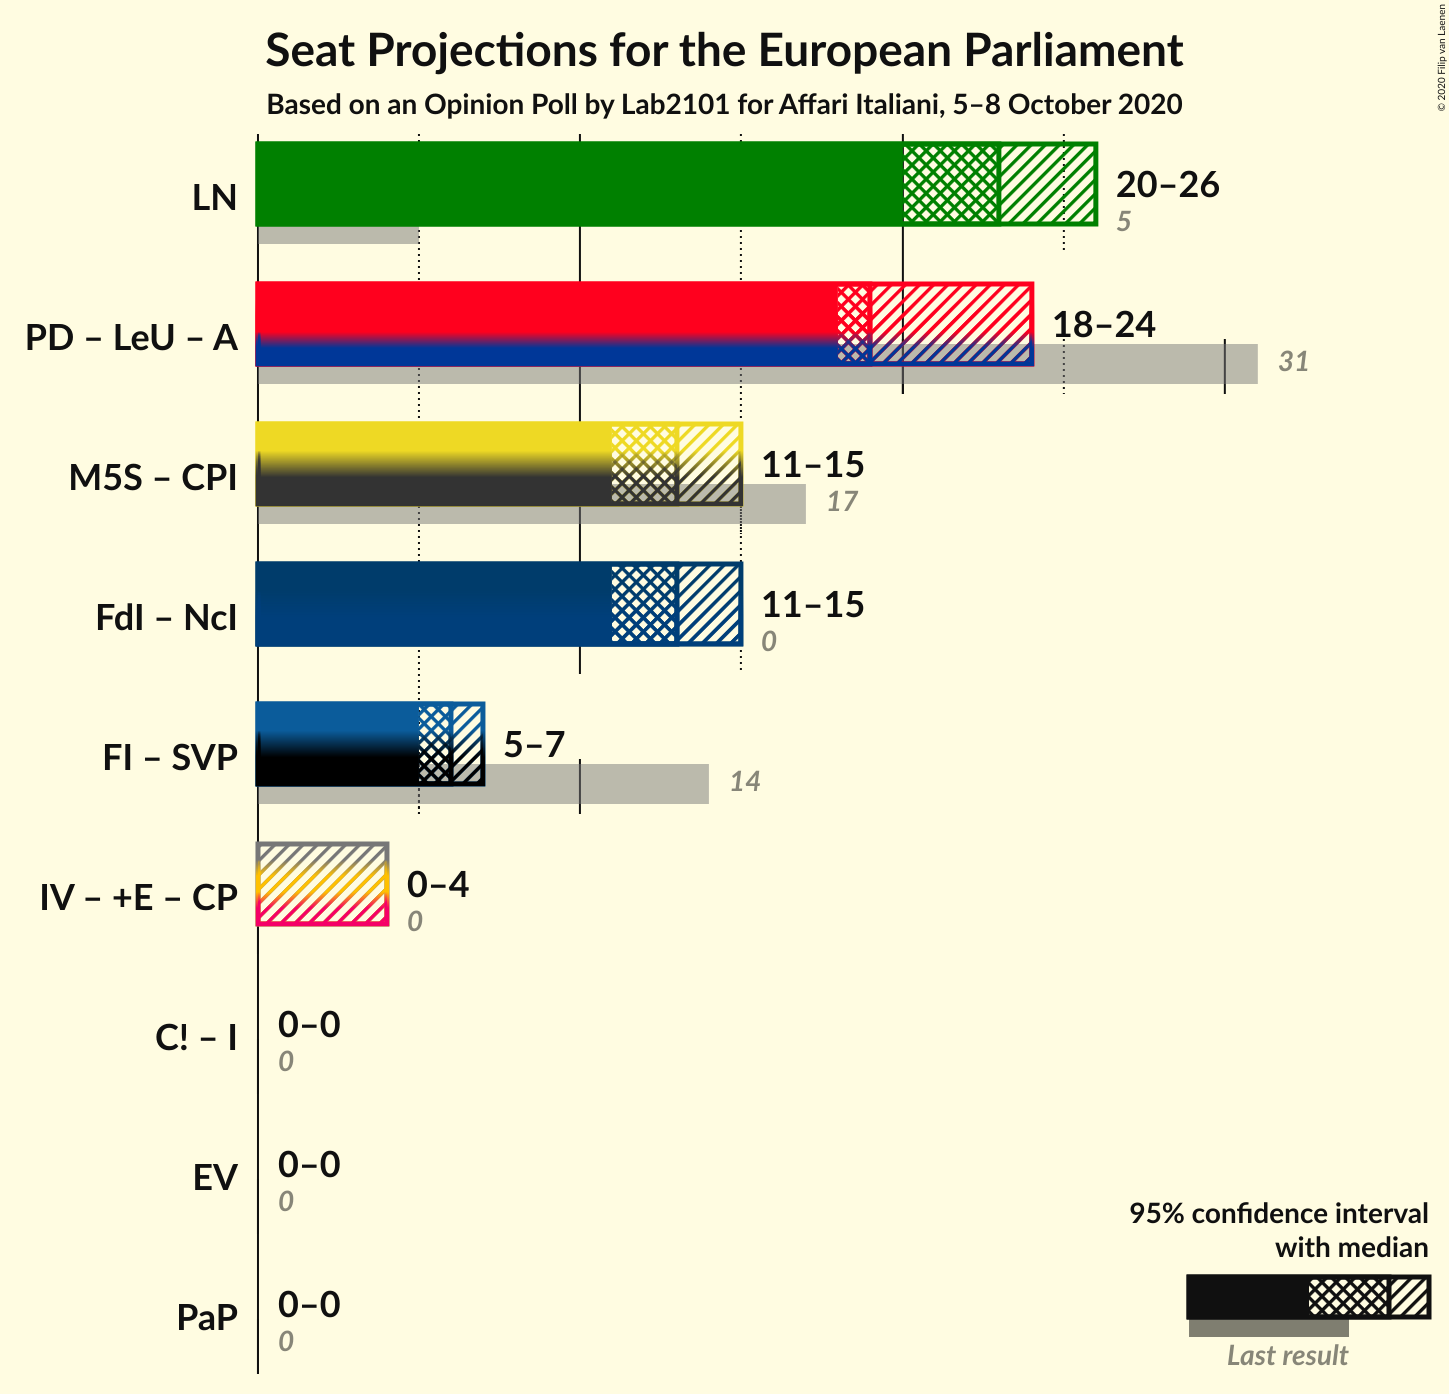 Seat Projections for the European Parliament
Based on an Opinion Poll by Lab2101 for Affari Italiani, 5–8 October 2020
© 2020 Filip van Laenen
LN
20–26
5
PD – LeU – A
18–24
31
M5S – CPI
11–15
17
FdI – NcI
11–15
0
FI – SVP
5–7
14
IV – +E – CP
0–4
0
C! – I
0–0
0
EV
0–0
0
PaP
0–0
0
95% confidence interval
with median
Last result